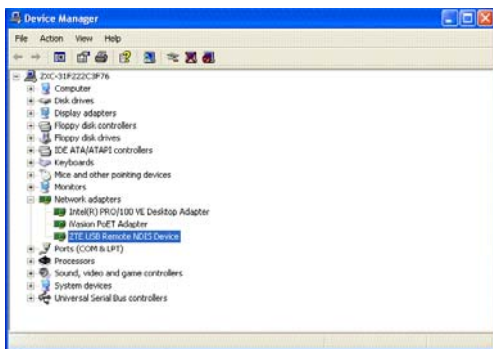 Device Manager
File Action View Help
ZXC-31F222C3F76
Computer
Disk drives
Display adapters
Floppy disk controllers
Floppy disk drives
IDE ATA/ATAPI controllers
Keyboards
Mice and other pointing devices
Monitors
Network adapters
Intel(R) PRO/100 VE Desktop Adapter
iVasion PoET Adapter
ZTE USB Remote NDIS Device
Ports (COM & LPT)
Processors
Sound, video and game controllers
System devices
Universal Serial Bus controllers